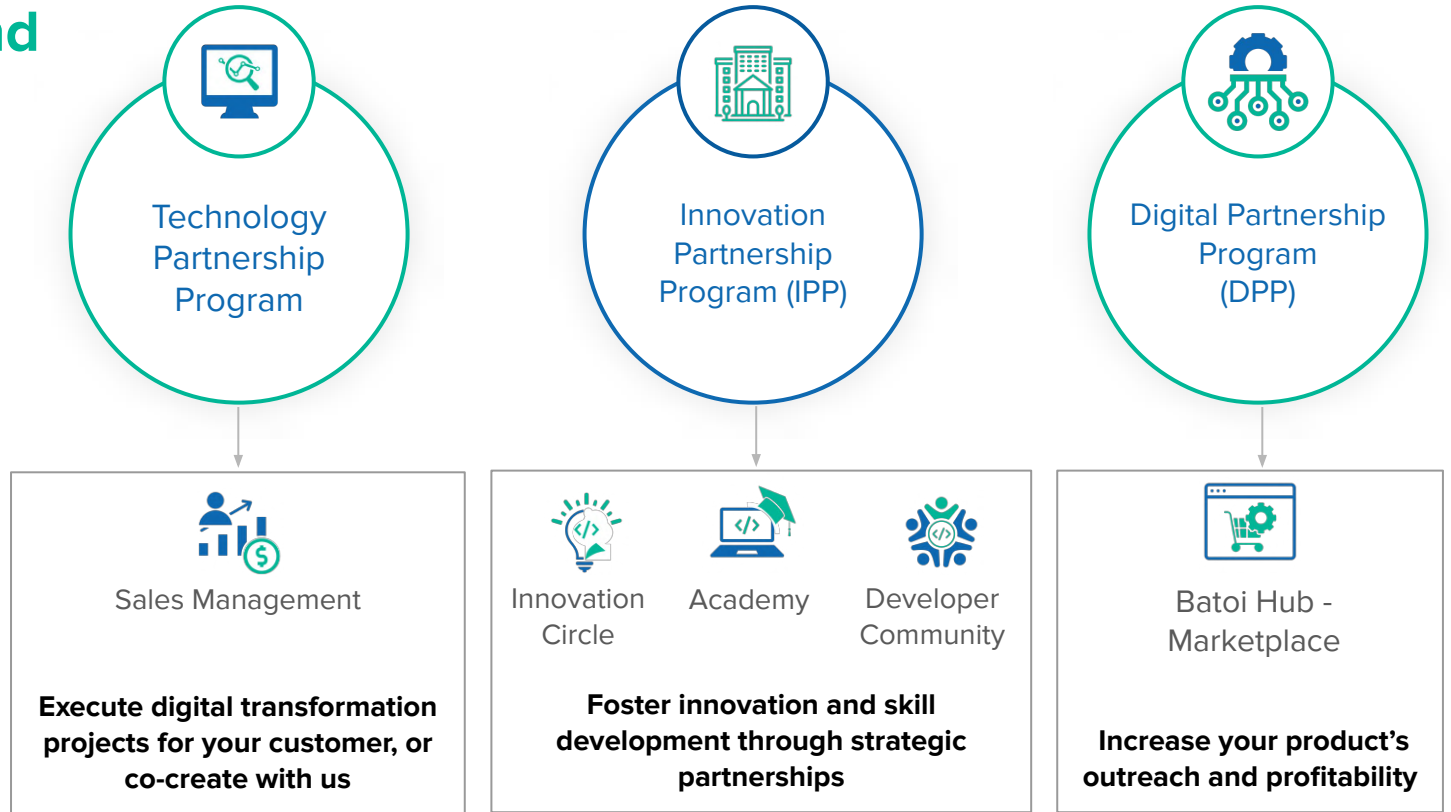 Technology
Partnership
Program
Innovation
Partnership
Program (IPP)
Digital Partnership
Program
(DPP)
Sales Management
Execute digital transformation
projects for your customer, or
co-create with us
Innovation
Circle
Academy
Developer
Community
Foster innovation and skill
development through strategic
partnerships
Batoi Hub -
Marketplace
Increase your product’s
outreach and profitability